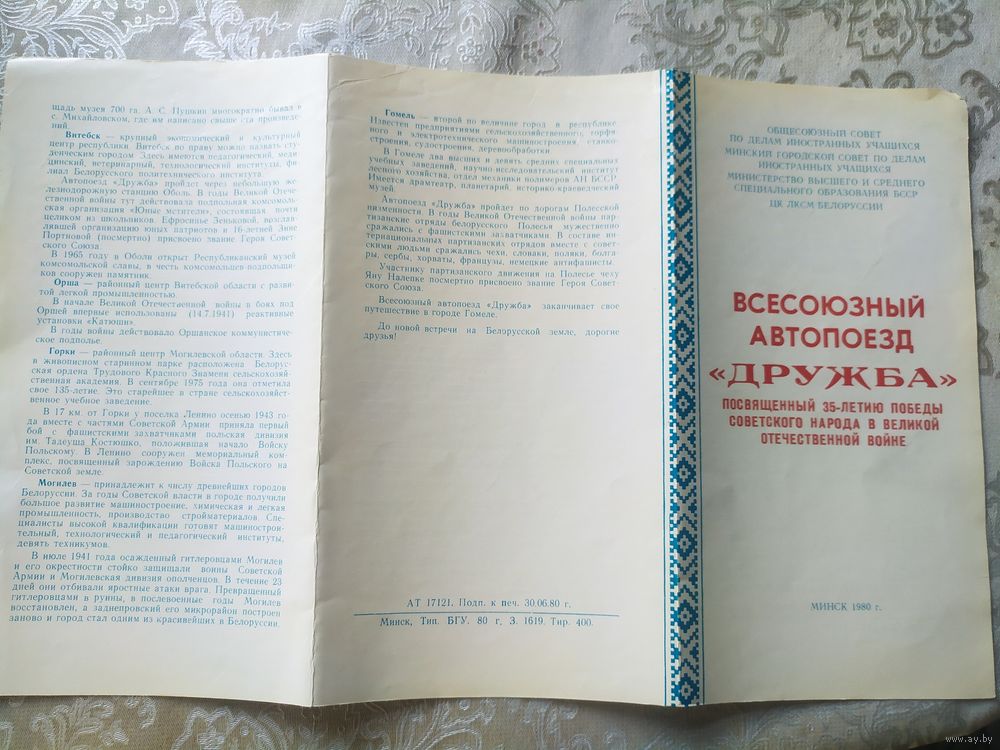 щадь музея 700 га. А. С. Пушкин многократно бывал в
с. Михайловском, где им написано свыше ста произведе-
ний.
Витебск — крупный экономический и культурный
центр республики. Витебск по праву можно назвать сту-
денческим городом. Здесь имеются педагогический, меди-
цинский, ветеринарный, технологический институты, фи-
лиал Белорусского политехнического института.
Автопоезд «Дружба» пройдет через небольшую же-
лезнодорожную станцию Оболь. В годы Великой Отече-
ственной войны тут действовала подпольная комсомоль-
ская организация «Юные мстители», состоявшая почти
целиком из школьников. Ефросинье Зеньковой, возглав-
лявшей организацию юных патриотов и 16-летней Зине
Портновой (посмертно) присвоено звание Героя Совет-
ского Союза.
В 1965 году в Оболи открыт Республиканский музей
комсомольской славы, в честь комсомольцев-подпольщи-
ков сооружен памятник.
Орша — районный центр Витебской области с разви-
той легкой промышленностью.
В начале Великой Отечественной войны в боях под
Оршей впервые использованы (14.7.1941) реактивные
установки «Катюши».
В годы войны действовало Оршанское коммунистиче-
ское подполье.
Горки — районный центр Могилевской области. Здесь
в живописном старинном парке расположена Белорус-
ская ордена Трудового Красного Знамени сельскохозяй-
ственная академия. В сентябре 1975 года она отметила
свое 135-летие. Это старейшее в стране сельскохозяйст-
венное учебное заведение.
В 17 км. от Горки у поселка Ленино осенью 1943 го-
да вместе с частями Советской Армии приняла первый
бой с фашистскими захватчиками польская дивизия
им. Тадеуша Костюшко, положившая начало Войску
Польскому. В Ленино сооружен мемориальный ком-
плекс, посвященный зарождению Войска Польского на
Советской земле.
Могилев — принадлежит к числу древнейших городов
Белоруссии. За годы Советской власти в городе получили
большое развитие машиностроение, химическая и легкая
промышленность, производство стройматериалов. Спе-
циалисты высокой квалификации готовят машинострои-
тельный, технологический и педагогический институты,
девять техникумов.
В июле 1941 года осажденный гитлеровцами Могилев
и его окрестности стойко защищали воины Советской
Армии и Могилевская дивизия ополченцев. В течение 23
дней они отбивали яростные атаки врага. Превращенный
гитлеровцами в руины, в послевоенные годы Могилев
восстановлен, а заднепровский его микрорайон построен
заново и город стал одним из красивейших в Белоруссии.
Гомель — второй по величине город в республике.
Известен предприятиями сельскохозяйственного, торфя-
ного и электротехнического машиностроения, станко-
строения, судостроения, деревообработки.
В Гомеле два высших и девять средних специальных
учебных заведений, научно-исследовательский институт
лесного хозяйства, отдел механики полимеров АН БССР.
Имеется драмтеатр, планетарий, историко-краеведческий
музей.
Автопоезд «Дружба» пройдет по дорогам Полесской
низменности. В годы Великой Отечественной войны пар-
тизанские отряды белорусского Полесья мужественно
сражались с фашистскими захватчиками. В составе ин-
тернациональных партизанских отрядов вместе с совет-
скими людьми сражались чехи, словаки, поляки, болга-
ры, сербы, хорваты, французы, немецкие антифашисты.
Участнику партизанского движения на Полесье чеху
Яну Налепке посмертно присвоено звание Героя Совет-
ского Союза.
Всесоюзный автопоезд «Дружба» заканчивает свое
путешествие в городе Гомеле.
До новой встречи на Белорусской земле, дорогие
друзья!
АТ 17121. Подп. к печ. 30.06.80 г.
Минск, Тип. БГУ. 80 г. З. 1619. Тир. 400.
ОБЩЕСОЮЗНЫЙ СОВЕТ
ПО ДЕЛАМ ИНОСТРАННЫХ УЧАЩИХСЯ
МИНСКИЙ ГОРОДСКОЙ СОВЕТ ПО ДЕЛАМ
ИНОСТРАННЫХ УЧАЩИХСЯ
МИНИСТЕРСТВО ВЫСШЕГО И СРЕДНЕГО
СПЕЦИАЛЬНОГО ОБРАЗОВАНИЯ БССР
ЦК ЛКСМ БЕЛОРУССИИ
ВСЕСОЮЗНЫЙ
АВТОПОЕЗД
«ДРУЖБА»
ПОСВЯЩЕННЫЙ 35-ЛЕТИЮ ПОБЕДЫ
СОВЕТСКОГО НАРОДА В ВЕЛИКОЙ
ОТЕЧЕСТВЕННОЙ ВОЙНЕ
МИНСК 1980 г.
www.ay.by